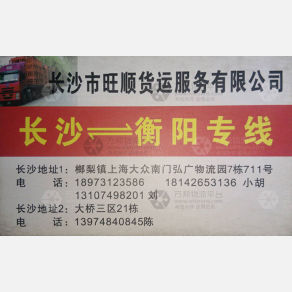 长沙市旺顺货运服务有限公司
长沙⇌衡阳专线
长沙地址1：榔梨镇上海大众南门弘广物流园7栋711号
电　　话：18973123586　18142653136 小胡
13107498201 刘
长沙地址2：大桥三区21栋
电　　话：13974840845陈